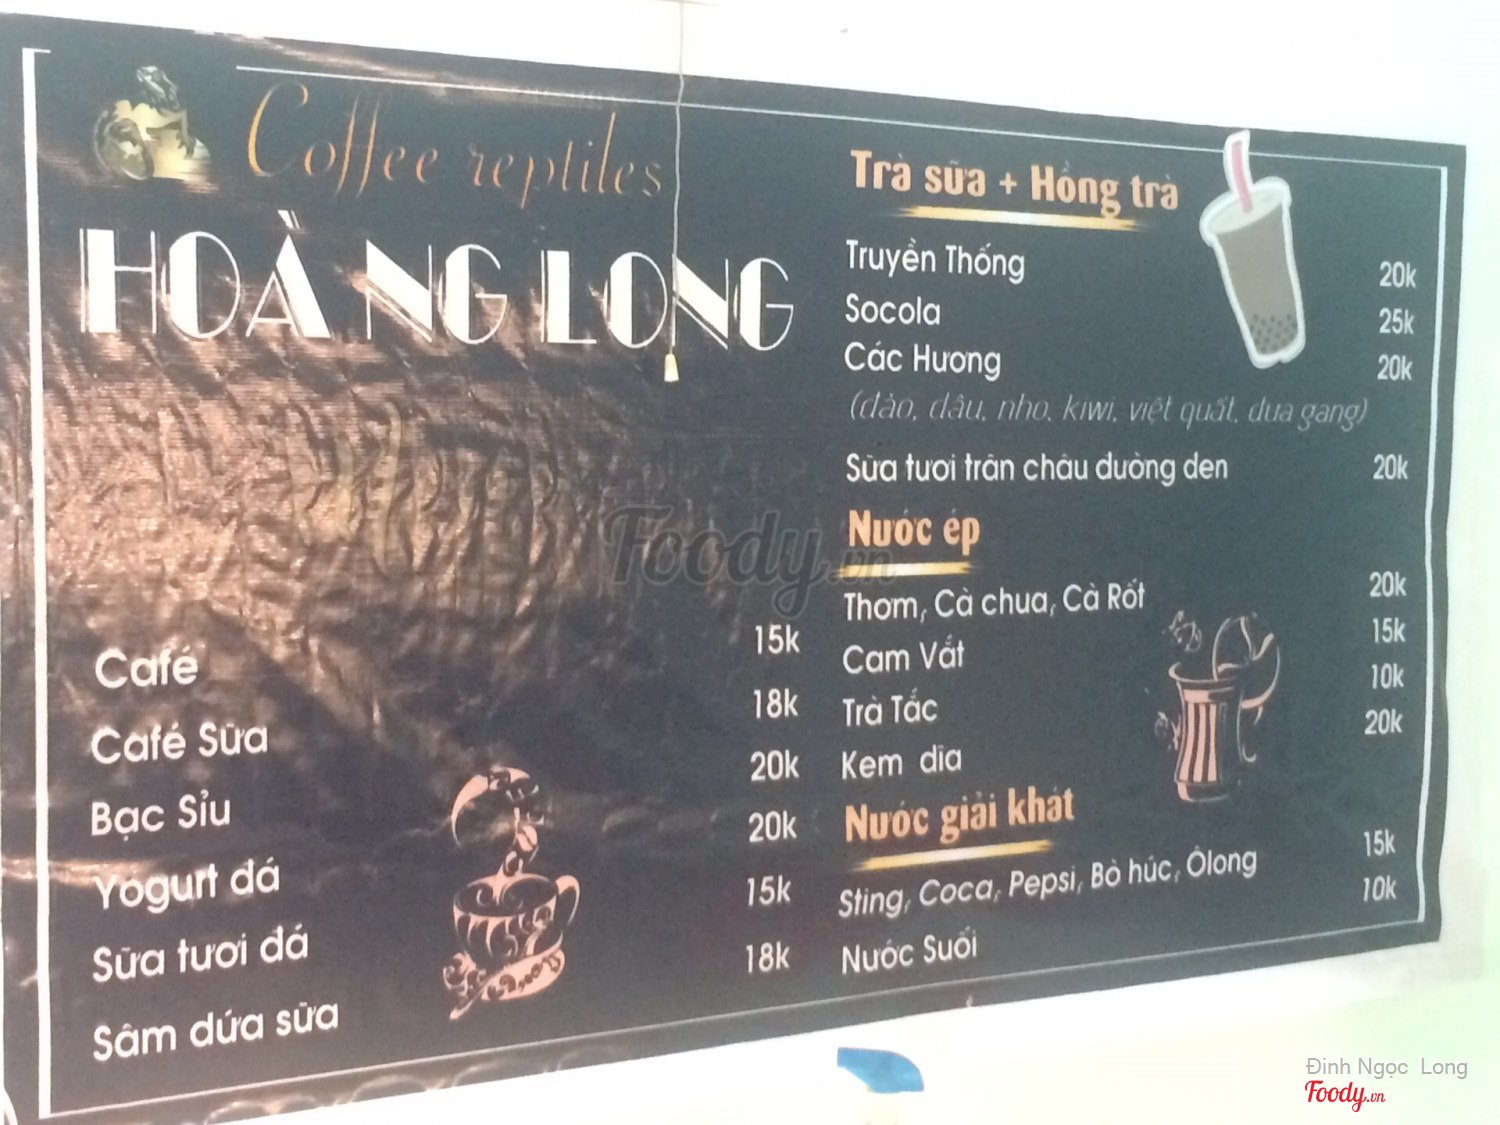 Coffee reptiles
HOÀNG LONG
Café 15k
Café Sữa 18k
Bạc Sỉu 20k
Yogurt đá 20k
Sữa tươi đá 15k
Sâm dứa sữa 18k
Trà sữa + Hồng trà
Truyền Thống 20k
Socola 25k
Các Hương 20k
(đào, dâu, nho, kiwi, việt quất, dưa gang)
Sữa tươi trân châu đường đen 20k
Nước ép
Thơm, Cà chua, Cà Rốt 20k
Cam Vắt 15k
Trà Tắc 10k
Kem dĩa 20k
Nước giải khát
Sting, Coca, Pepsi, Bò húc, Ôlong 15k
Nước Suối 10k
Foody.vn
Đinh Ngọc Long
Foody.vn